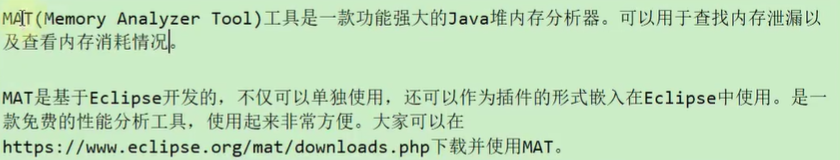 MAT(Memory Analyzer Tool)工具是一款功能强大的Java堆内存分析器。可以用于查找内存泄漏以
及查看内存消耗情况。
MAT是基于Eclipse开发的，不仅可以单独使用，还可以作为插件的形式嵌入在Eclipse中使用。是一
款免费的性能分析工具，使用起来非常方便。大家可以在
https://www.eclipse.org/mat/downloads.php下载并使用MAT。